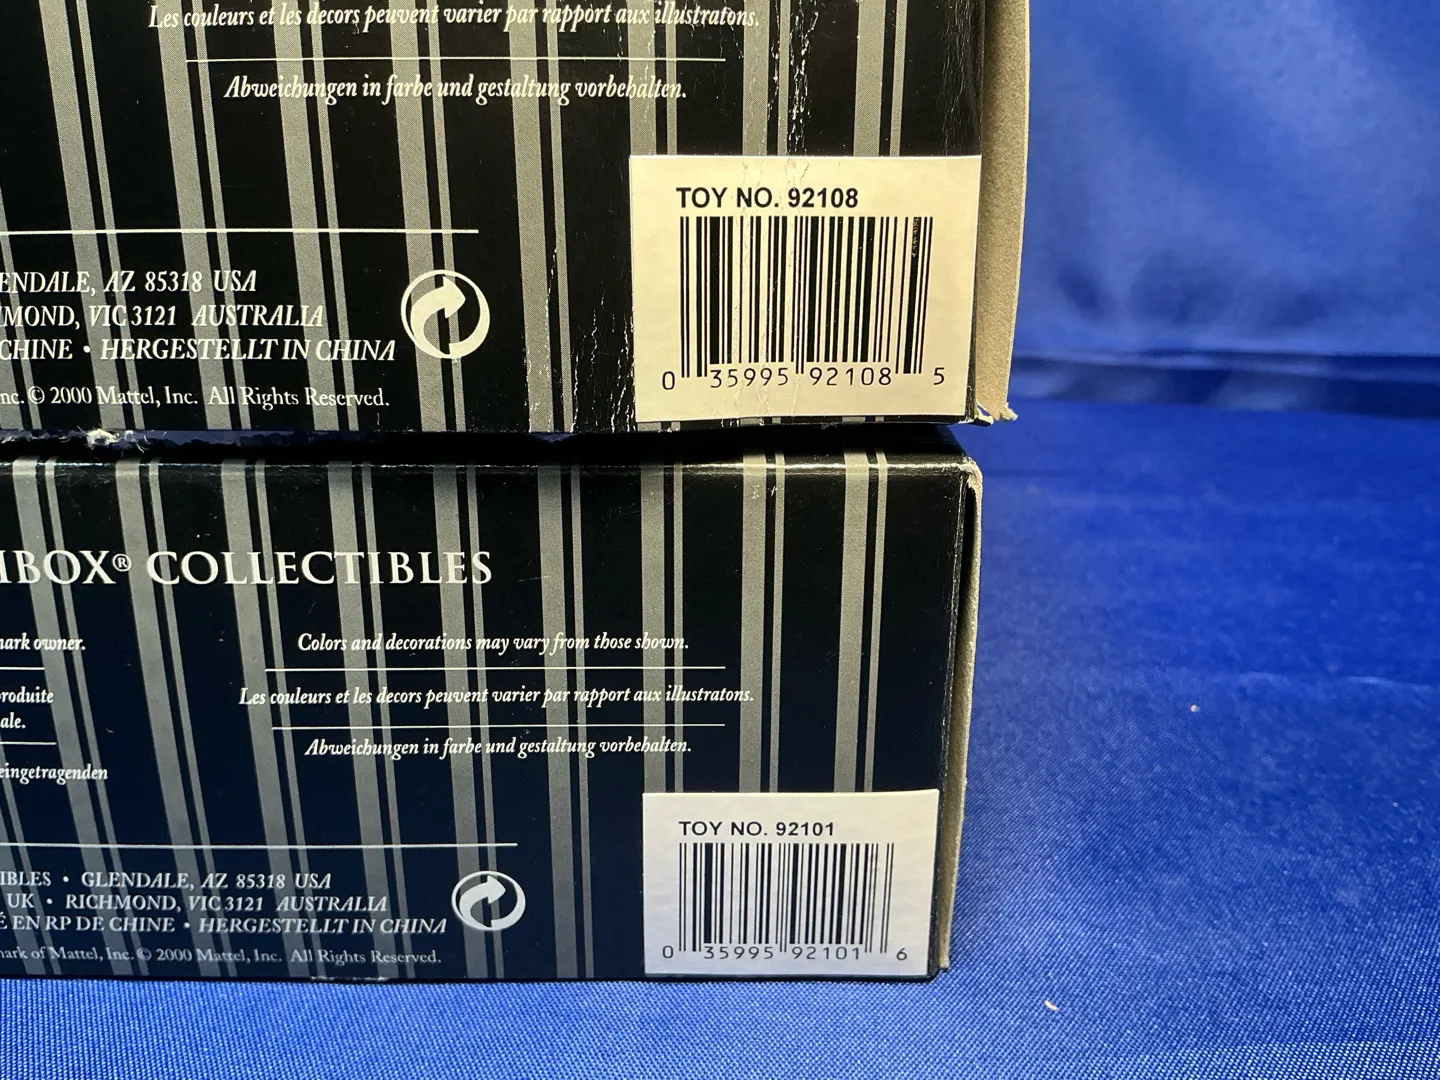 Les couleurs et les decors peuvent varier par rapport aux illustratons.
Abweichungen in farbe und gestaltung vorbehalten.
TOY NO. 92108
ENDALE, AZ 85318 USA
MOND, VIC 3121 AUSTRALIA
CHINE • HERGESTELLT IN CHINA
nc. © 2000 Mattel, Inc. All Rights Reserved.
0 35995 92108 5
BOX® COLLECTIBLES
ark owner.
Colors and decorations may vary from those shown.
roduite
Les couleurs et les decors peuvent varier par rapport aux illustratons.
ale.
Abweichungen in farbe und gestaltung vorbehalten.
eingetragenden
TOY NO. 92101
IBLES • GLENDALE, AZ 85318 USA
UK • RICHMOND, VIC 3121 AUSTRALIA
É EN RP DE CHINE • HERGESTELLT IN CHINA
ark of Mattel, Inc. © 2000 Mattel, Inc. All Rights Reserved.
0 35995 92101 6